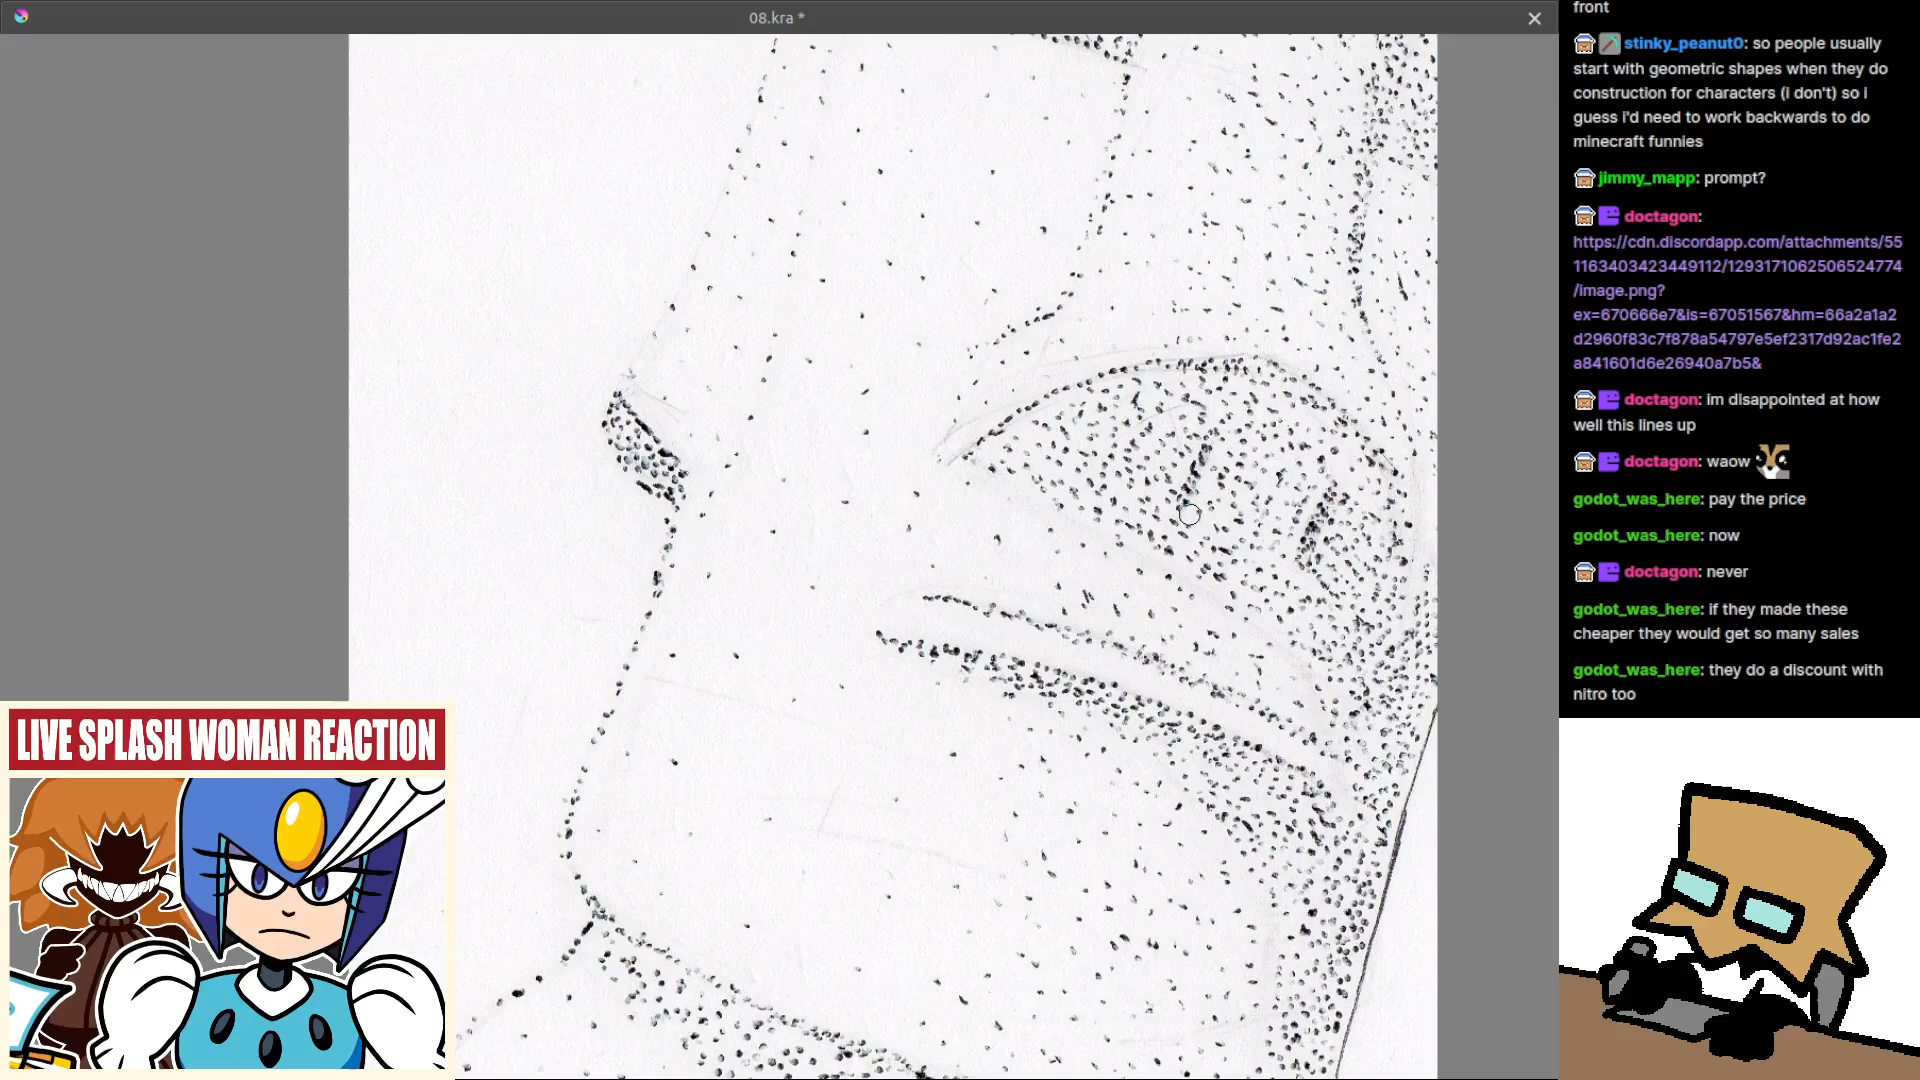 08.kra *
front
stinky_peanut0: so people usually
start with geometric shapes when they do
construction for characters (i don't) so i
guess i'd need to work backwards to do
minecraft funnies
jimmy_mapp: prompt?
doctagon:
https://cdn.discordapp.com/attachments/55
1163403423449112/1293171062506524774
/image.png?
ex=670666e7&is=67051567&hm=66a2a1a2
d2960f83c7f878a54797e5ef2317d92ac1fe2
a841601d6e26940a7b5&
doctagon: im disappointed at how
well this lines up
doctagon: waow
godot_was_here: pay the price
godot_was_here: now
doctagon: never
godot_was_here: if they made these
cheaper they would get so many sales
godot_was_here: they do a discount with
nitro too
LIVE SPLASH WOMAN REACTION